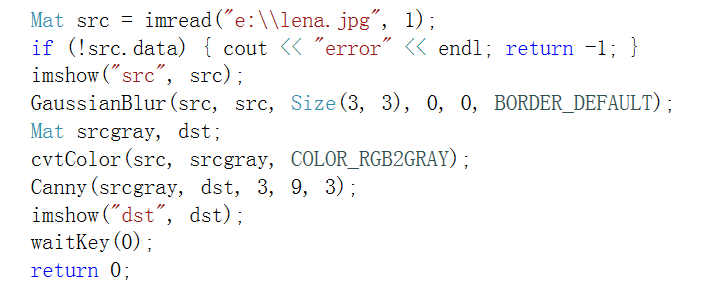 Mat src = imread("e:\\lena.jpg", 1);
if (!src.data) { cout << "error" << endl; return -1; }
imshow("src", src);
GaussianBlur(src, src, Size(3, 3), 0, 0, BORDER_DEFAULT);
Mat srcgray, dst;
cvtColor(src, srcgray, COLOR_RGB2GRAY);
Canny(srcgray, dst, 3, 9, 3);
imshow("dst", dst);
waitKey(0);
return 0;